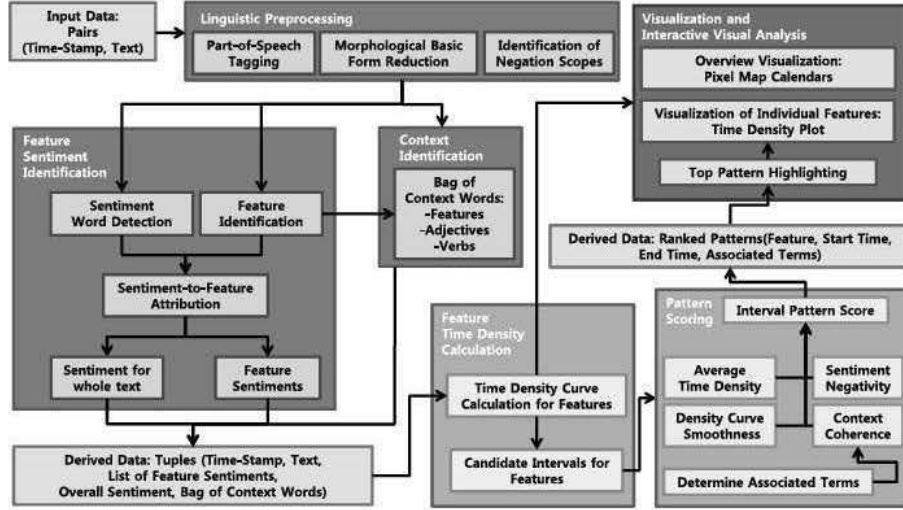 Input Data:
Pairs
(Time-Stamp, Text)
Linguistic Preprocessing
Part-of-Speech
Tagging
Morphological Basic
Form Reduction
Identification of
Negation Scopes
Visualization and
Interactive Visual Analysis
Overview Visualization:
Pixel Map Calendars
Visualization of Individual Features:
Time Density Plot
Top Pattern Highlighting
Feature
Sentiment
Identification
Sentiment
Word Detection
Feature
Identification
Sentiment-to-Feature
Attribution
Sentiment for
whole text
Feature
Sentiments
Context
Identification
Bag of
Context Words:
-Features
-Adjectives
-Verbs
Derived Data: Ranked Patterns(Feature, Start Time,
End Time, Associated Terms)
Feature
Time Density
Calculation
Time Density Curve
Calculation for Features
Candidate Intervals for
Features
Pattern
Scoring
Interval Pattern Score
Average
Time Density
Sentiment
Negativity
Density Curve
Smoothness
Context
Coherence
Determine Associated Terms
Derived Data: Tuples (Time-Stamp, Text,
List of Feature Sentiments,
Overall Sentiment, Bag of Context Words)